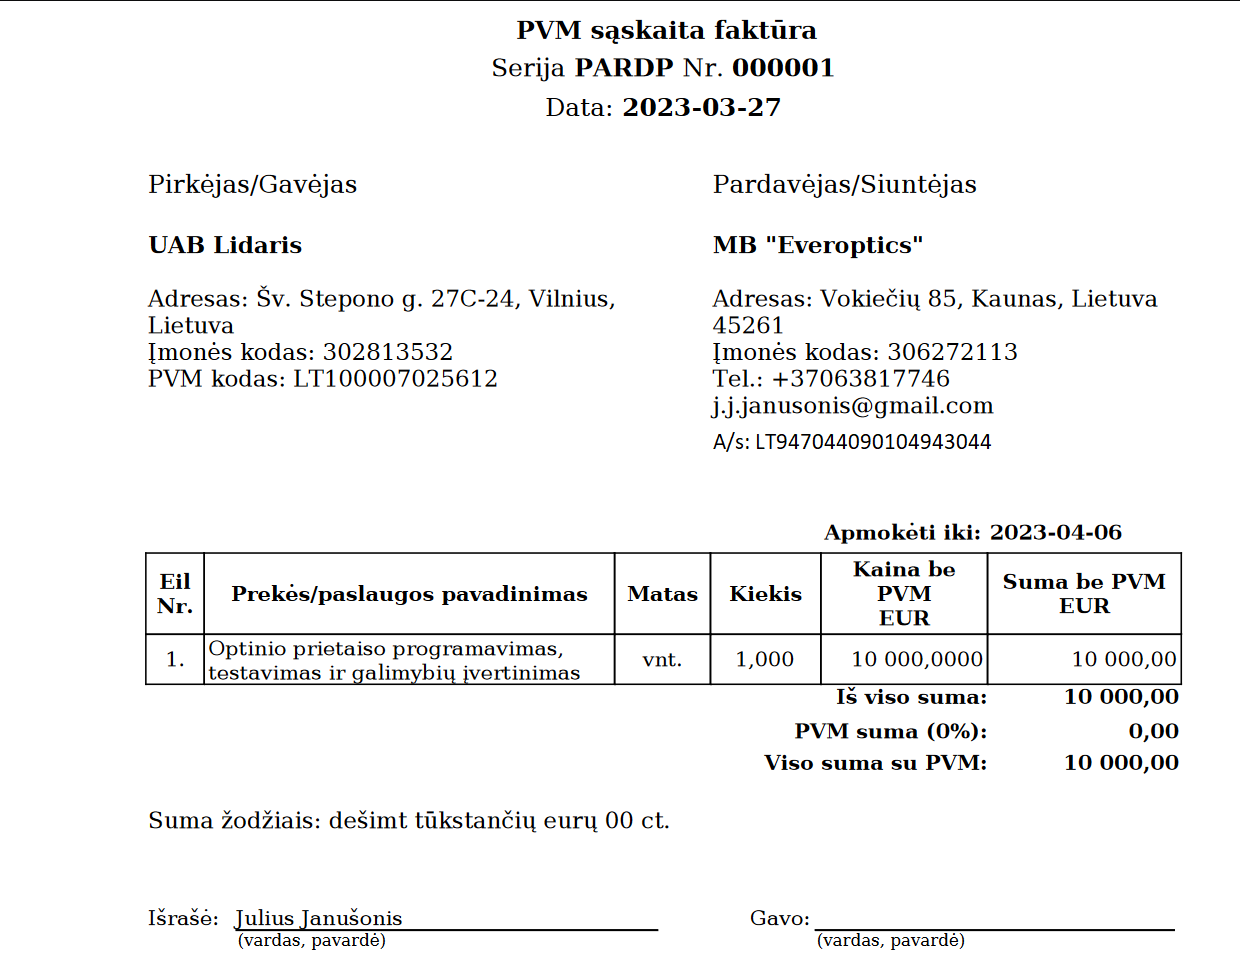 PVM sąskaita faktūra
Serija PARDP Nr. 000001
Data: 2023-03-27
Pirkėjas/Gavėjas
UAB Lidaris
Adresas: Šv. Stepono g. 27C-24, Vilnius,
Lietuva
Įmonės kodas: 302813532
PVM kodas: LT100007025612
Pardavėjas/Siuntėjas
MB "Everoptics"
Adresas: Vokiečių 85, Kaunas, Lietuva
45261
Įmonės kodas: 306272113
Tel.: +37063817746
j.j.janusonis@gmail.com
A/s: LT947044090104943044
Apmokėti iki: 2023-04-06
Eil
Nr.
Prekės/paslaugos pavadinimas
Matas
Kiekis
Kaina be
PVM
EUR
Suma be PVM
EUR
1.
Optinio prietaiso programavimas,
testavimas ir galimybių įvertinimas
vnt.
1,000
10 000,0000
10 000,00
Iš viso suma: 10 000,00
PVM suma (0%): 0,00
Viso suma su PVM: 10 000,00
Suma žodžiais: dešimt tūkstančių eurų 00 ct.
Išrašė: Julius Janušonis
(vardas, pavardė)
Gavo:
(vardas, pavardė)